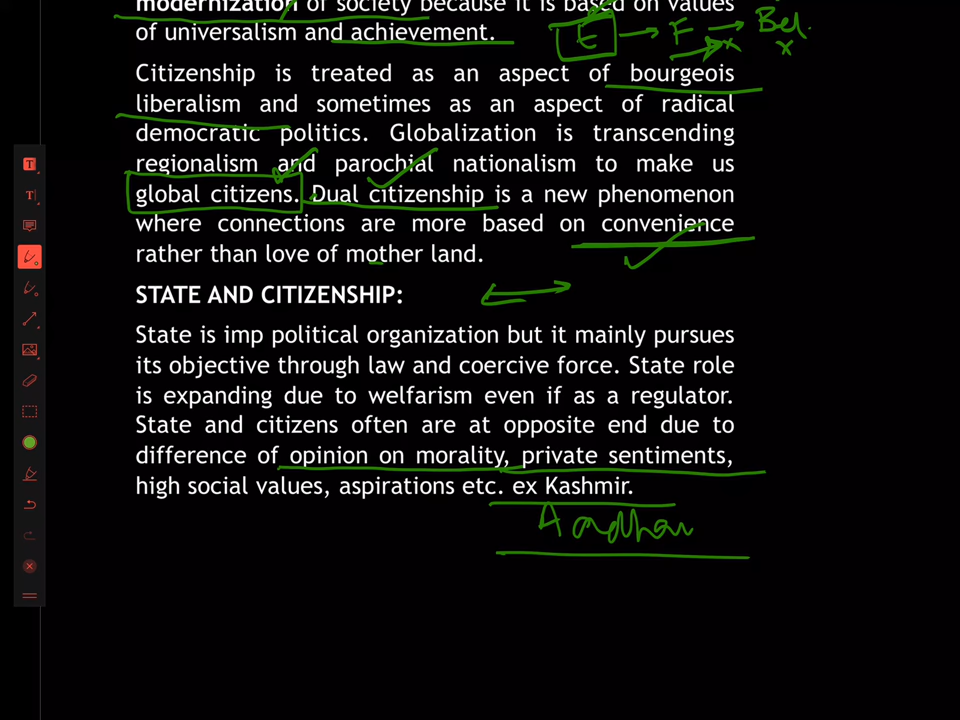 modernization of society because it is based on values
of universalism and achievement.
E → F → Bel.
x x
Citizenship is treated as an aspect of bourgeois
liberalism and sometimes as an aspect of radical
democratic politics. Globalization is transcending
regionalism and parochial nationalism to make us
global citizens. Dual citizenship is a new phenomenon
where connections are more based on convenience
rather than love of mother land.
STATE AND CITIZENSHIP:
State is imp political organization but it mainly pursues
its objective through law and coercive force. State role
is expanding due to welfarism even if as a regulator.
State and citizens often are at opposite end due to
difference of opinion on morality, private sentiments,
high social values, aspirations etc. ex Kashmir.
Aadhar